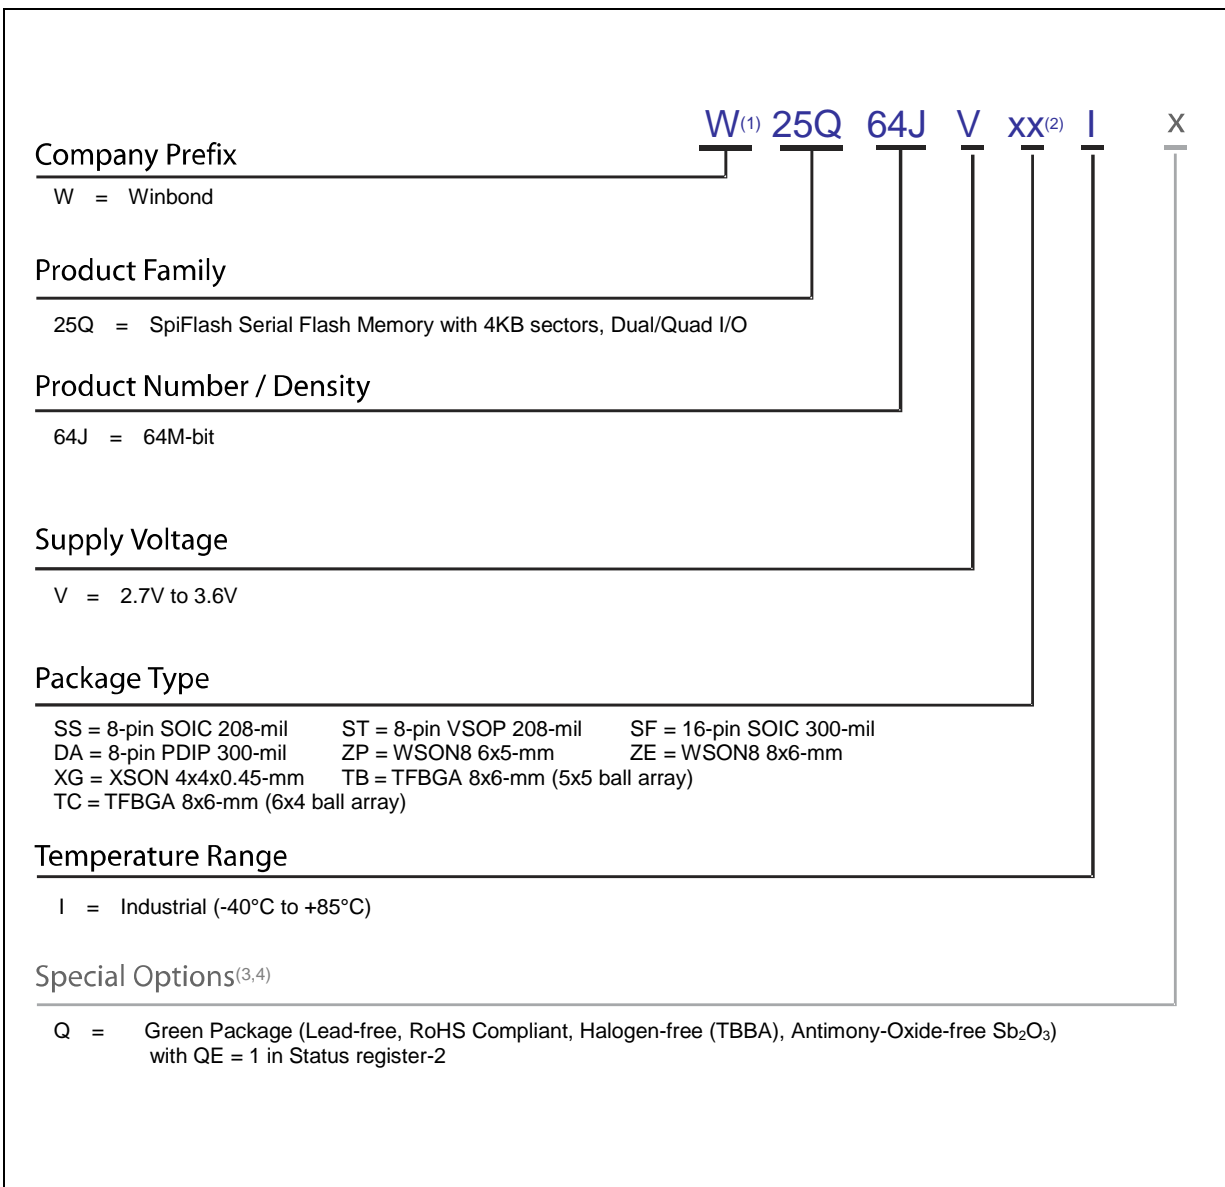 W(1) 25Q 64J V xx(2) I x
Company Prefix
W = Winbond
Product Family
25Q = SpiFlash Serial Flash Memory with 4KB sectors, Dual/Quad I/O
Product Number / Density
64J = 64M-bit
Supply Voltage
V = 2.7V to 3.6V
Package Type
SS = 8-pin SOIC 208-mil ST = 8-pin VSOP 208-mil SF = 16-pin SOIC 300-mil
DA = 8-pin PDIP 300-mil ZP = WSON8 6x5-mm ZE = WSON8 8x6-mm
XG = XSON 4x4x0.45-mm TB = TFBGA 8x6-mm (5x5 ball array)
TC = TFBGA 8x6-mm (6x4 ball array)
Temperature Range
I = Industrial (-40°C to +85°C)
Special Options(3,4)
Q = Green Package (Lead-free, RoHS Compliant, Halogen-free (TBBA), Antimony-Oxide-free Sb₂O₃)
with QE = 1 in Status register-2